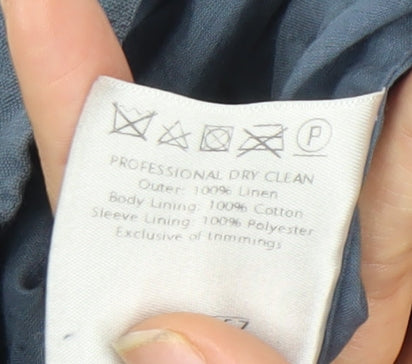 P
PROFESSIONAL DRY CLEAN
Outer: 100% Linen
Body Lining: 100% Cotton
Sleeve Lining: 100% Polyester
Exclusive of trimmings